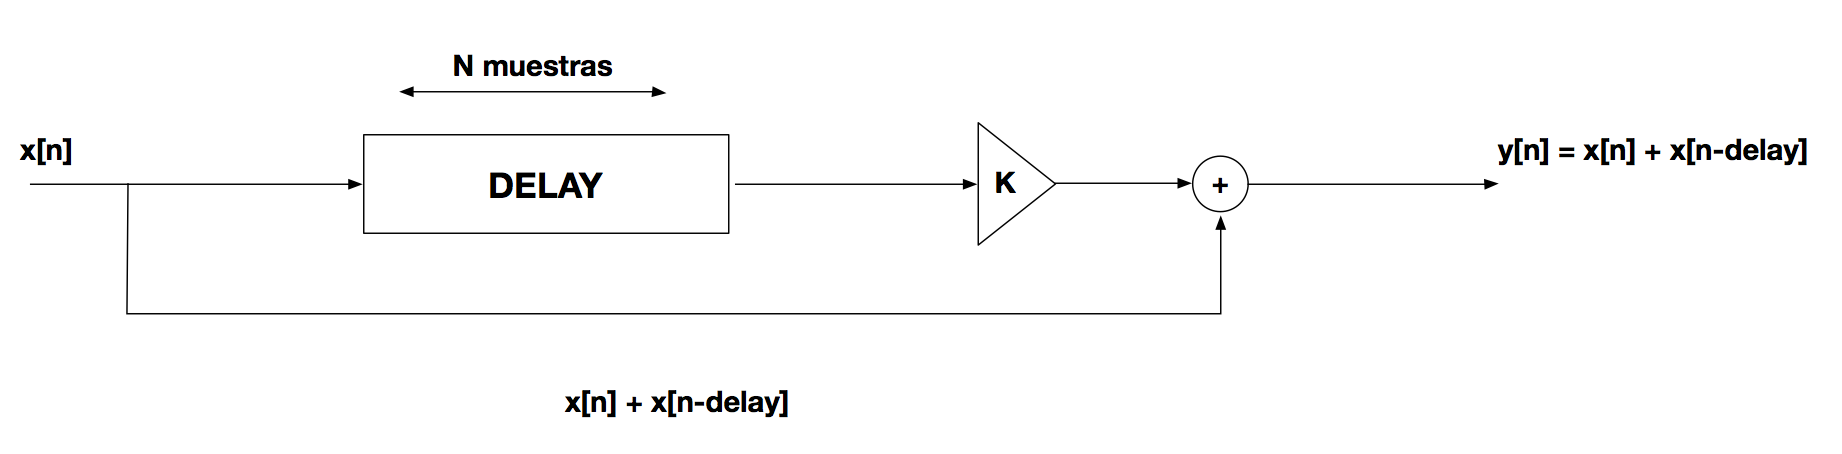 N muestras
x[n]
DELAY
K
+
y[n] = x[n] + x[n-delay]
x[n] + x[n-delay]